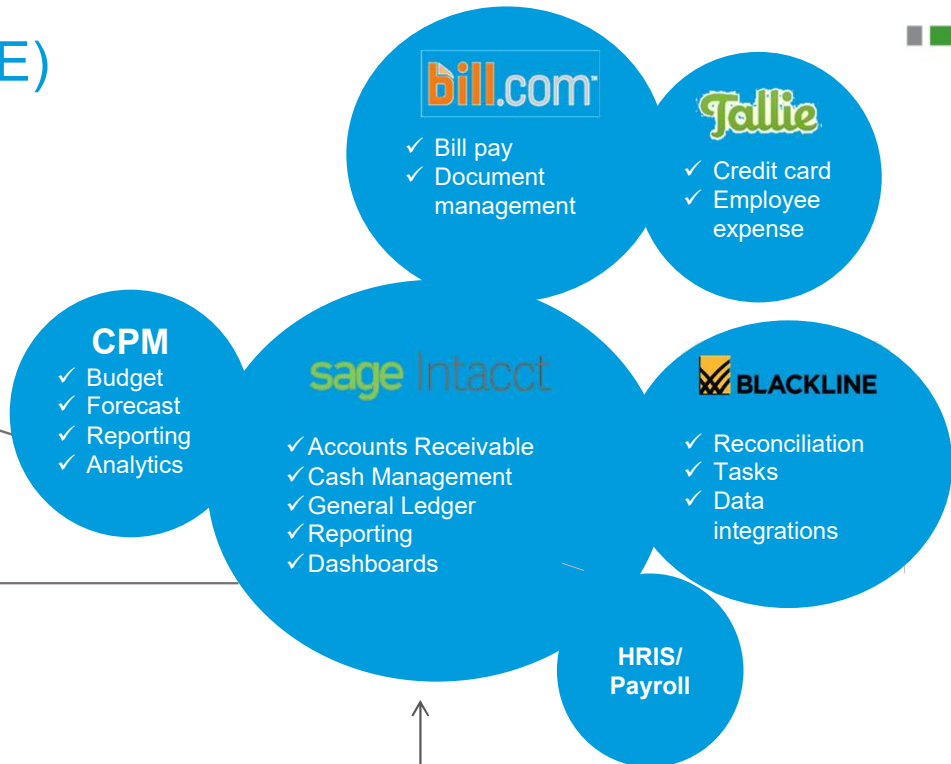 E)
bill.com
✓ Bill pay
✓ Document
management
Tallie
✓ Credit card
✓ Employee
expense
CPM
✓ Budget
✓ Forecast
✓ Reporting
✓ Analytics
sage Intacct
✓ Accounts Receivable
✓ Cash Management
✓ General Ledger
✓ Reporting
✓ Dashboards
BLACKLINE
✓ Reconciliation
✓ Tasks
✓ Data
integrations
HRIS/
Payroll